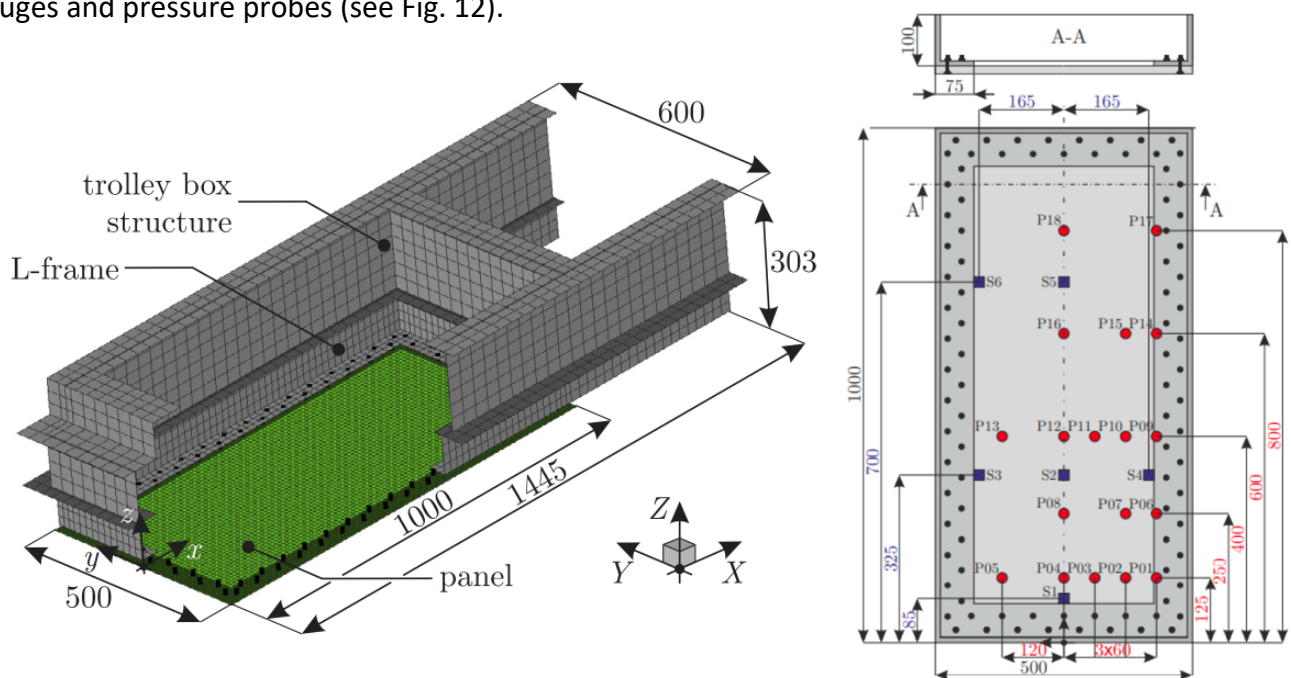 uges and pressure probes (see Fig. 12).
600
trolley box
structure
L-frame
303
z
x
y
1445
1000
500
panel
Z
Y
X
100
A-A
75
165
165
A
A
P18
P17
S6
S5
P16
P15
P14
1000
700
800
600
P13
P12
P11
P10
P09
S3
S2
S4
P08
P07
P06
325
400
250
P05
P04
P03
P02
P01
S1
85
125
120
3x60
500